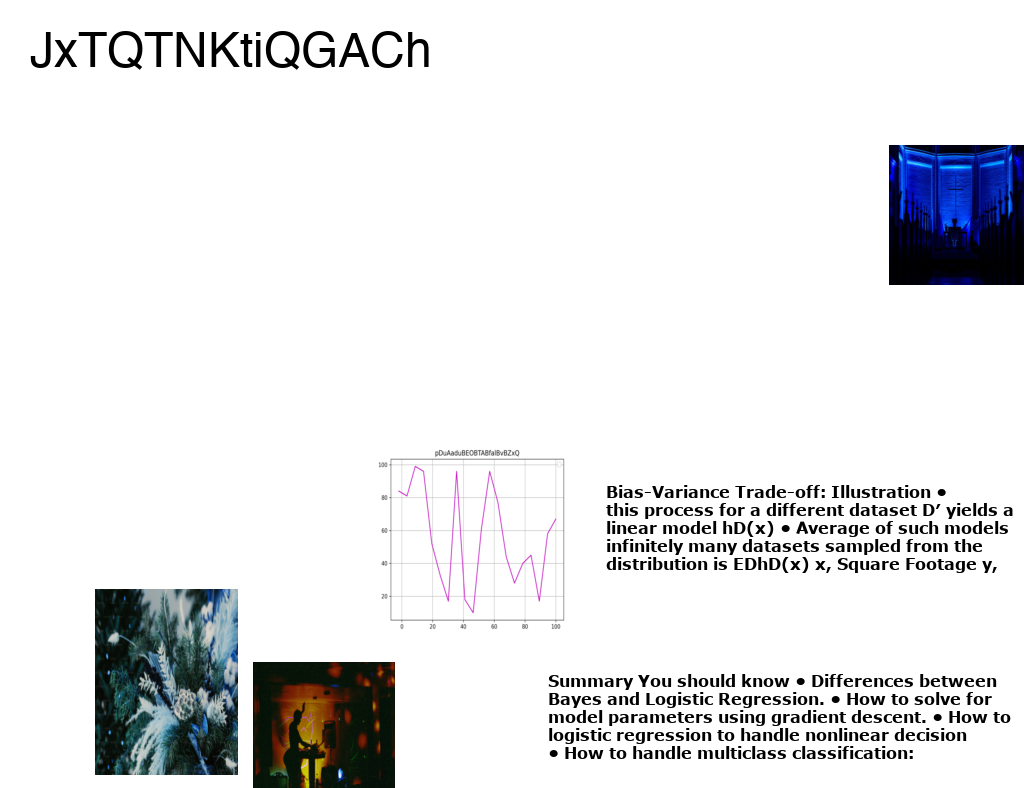 JxTQTNKtiQGACh
pDuAaduBEOBTABfalBvBZxQ
100
80
60
40
20
0 20 40 60 80 100
Bias-Variance Trade-off: Illustration •
this process for a different dataset D’ yields a
linear model hD(x) • Average of such models
infinitely many datasets sampled from the
distribution is EDhD(x) x, Square Footage y,
Summary You should know • Differences between
Bayes and Logistic Regression. • How to solve for
model parameters using gradient descent. • How to
logistic regression to handle nonlinear decision
• How to handle multiclass classification: